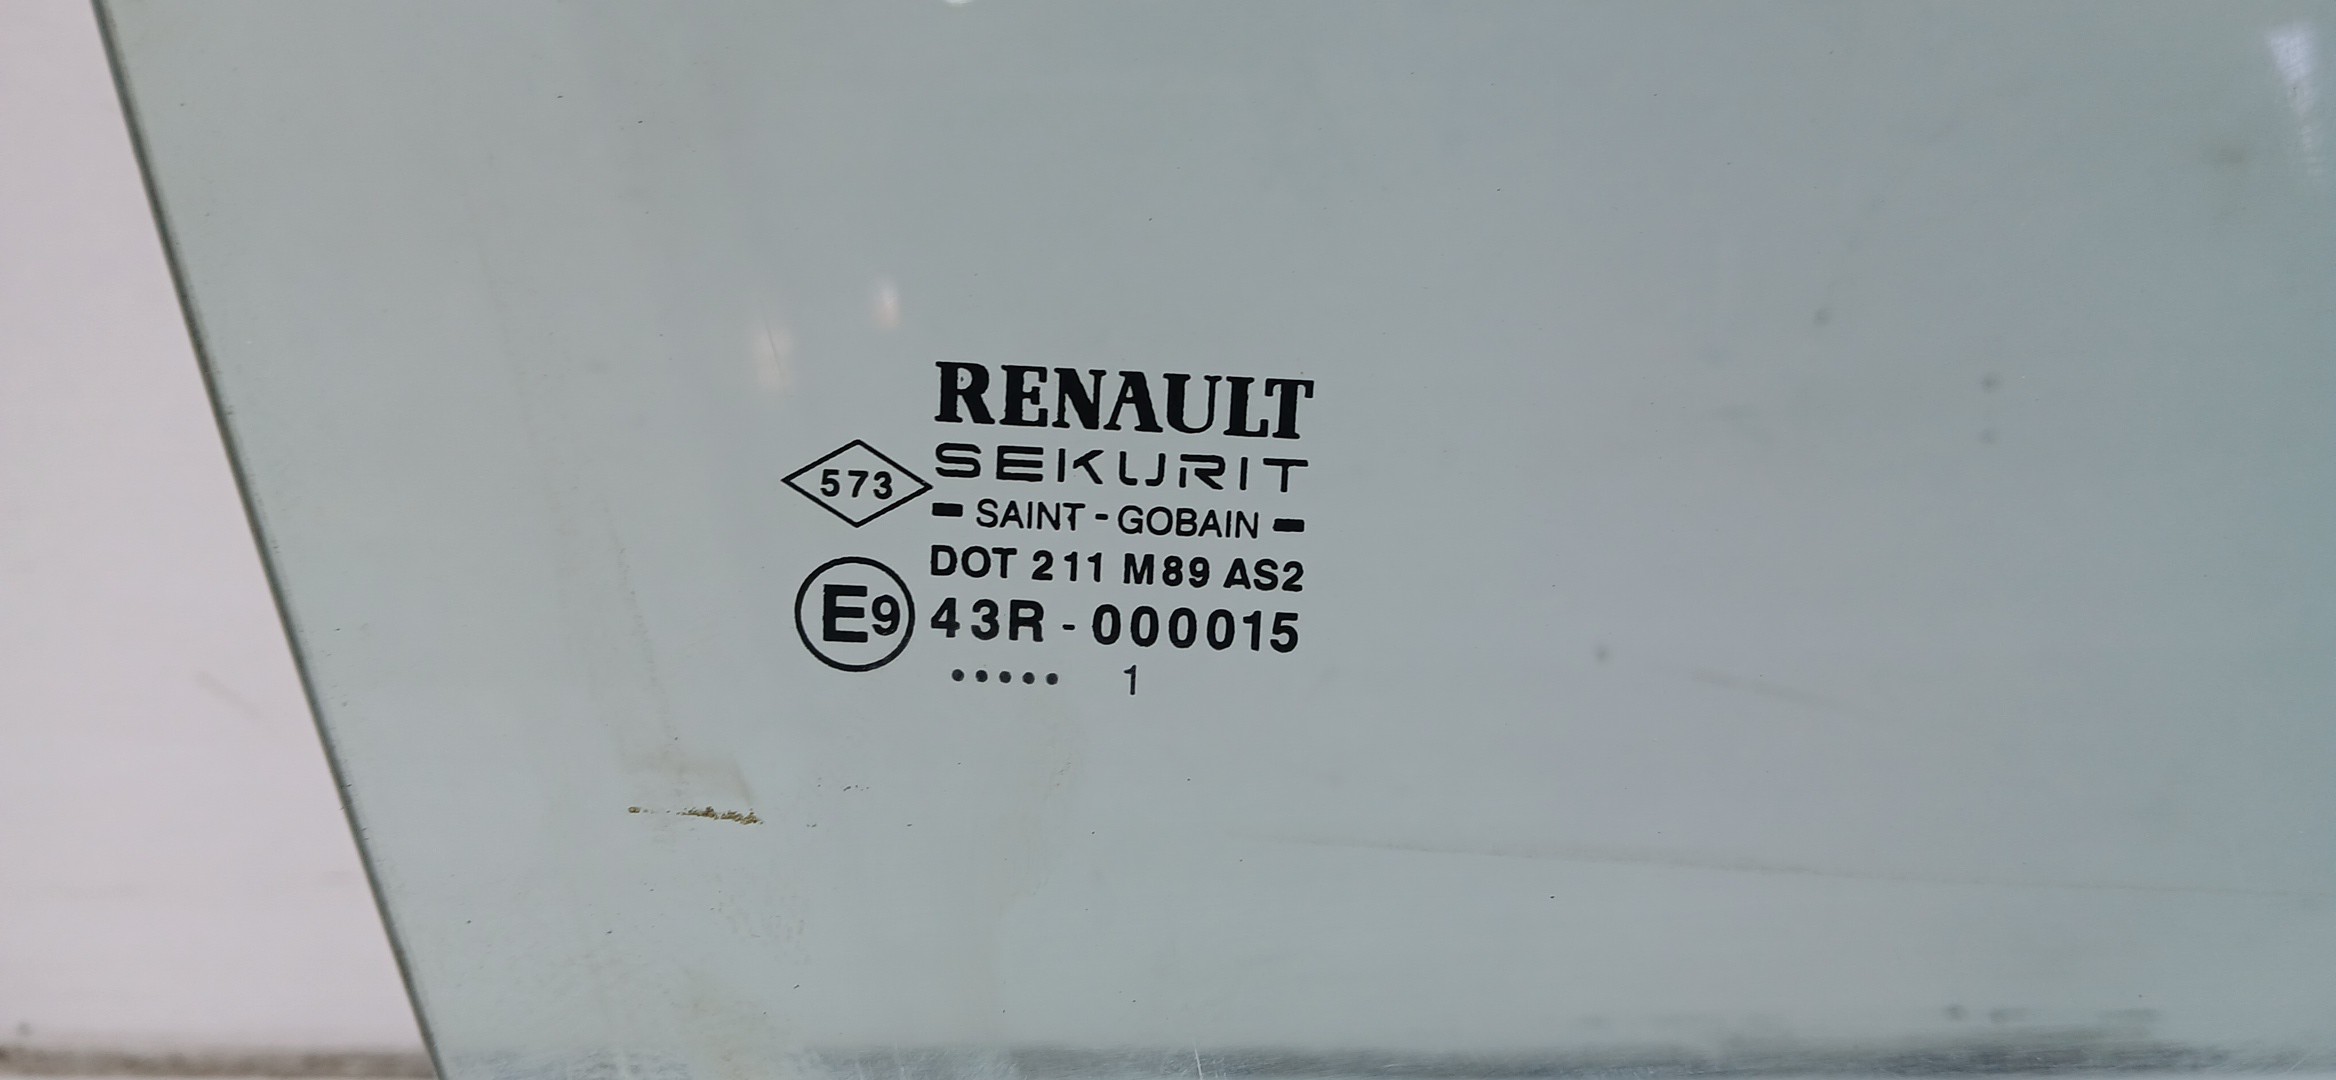 RENAULT
573
SEKURIT
- SAINT - GOBAIN -
DOT 211 M89 AS2
E9 43R - 000015
..... 1